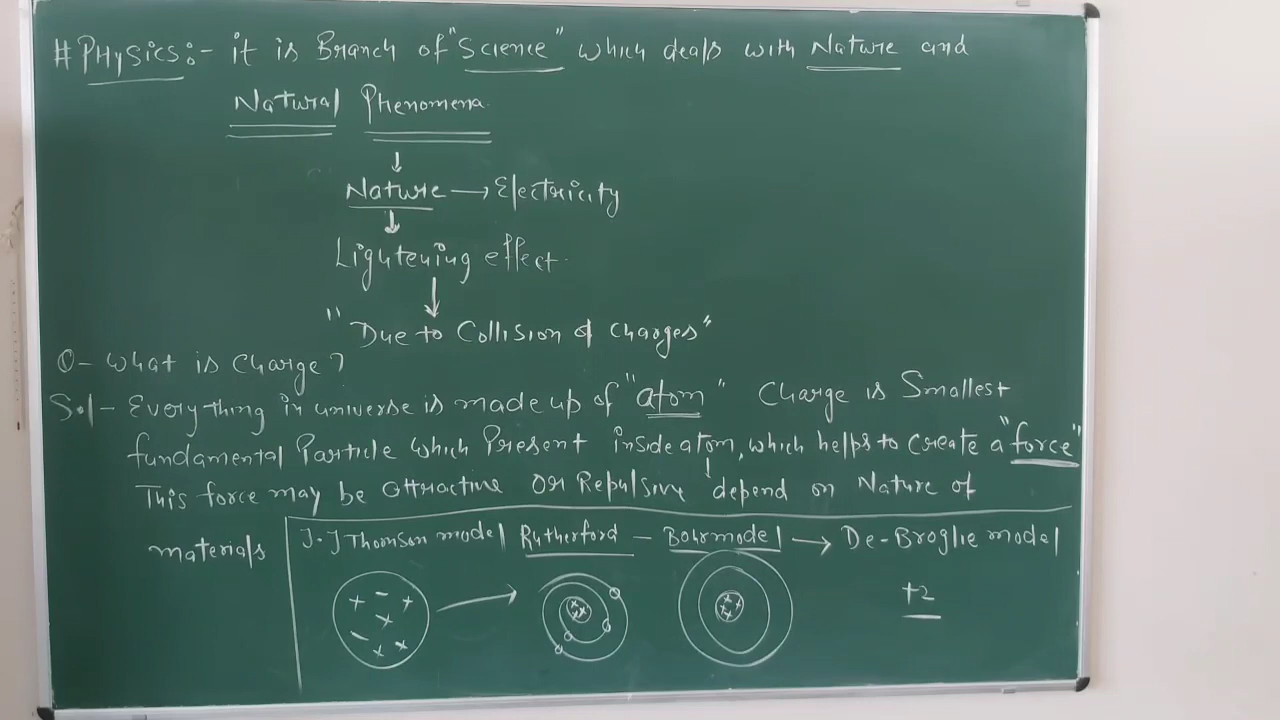 # PHysics:- it is Branch of "Science" which deals with Nature and
Natural Phenomena.
↓
Nature → Electricity
↓
Lightening effect.
↓
"Due to Collision of Charges"
Q- What is Charge?
Sol- Everything in universe is made up of "atom" Charge is Smallest
fundamental Particle which Present inside atom, which helps to create a "force"
This force may be attractive OR Repulsive depend on Nature of
materials
J.J Thomson model Rutherford - Bohr model → De-Broglie model
+2